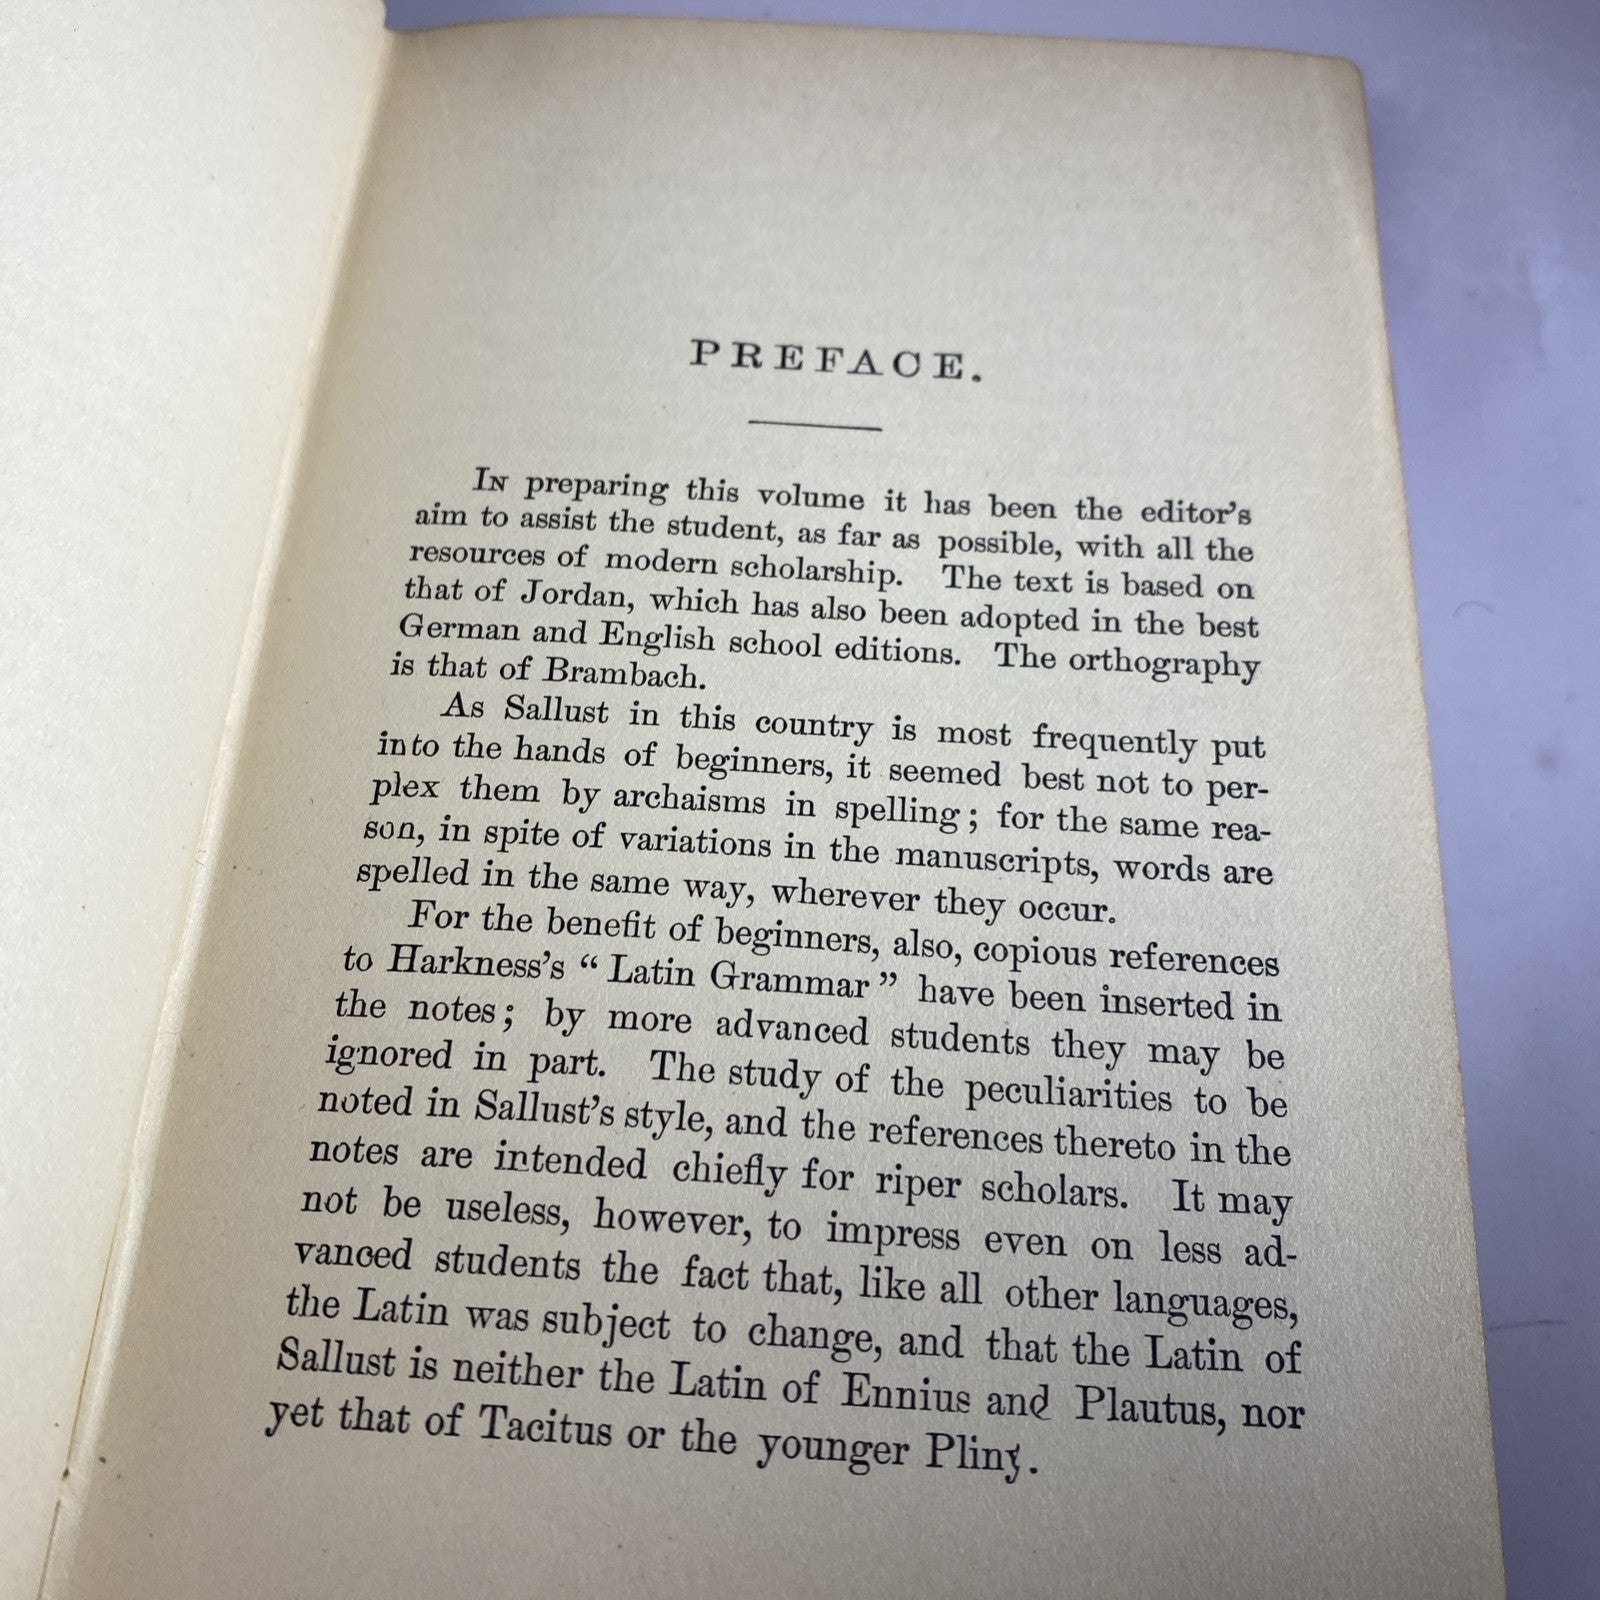 PREFACE.
In preparing this volume it has been the editor's
aim to assist the student, as far as possible, with all the
resources of modern scholarship. The text is based on
that of Jordan, which has also been adopted in the best
German and English school editions. The orthography
is that of Brambach.
As Sallust in this country is most frequently put
into the hands of beginners, it seemed best not to per-
plex them by archaisms in spelling; for the same rea-
son, in spite of variations in the manuscripts, words are
spelled in the same way, wherever they occur.
For the benefit of beginners, also, copious references
to Harkness's “Latin Grammar” have been inserted in
the notes; by more advanced students they may be
ignored in part. The study of the peculiarities to be
noted in Sallust's style, and the references thereto in the
notes are intended chiefly for riper scholars. It may
not be useless, however, to impress even on less ad-
vanced students the fact that, like all other languages,
the Latin was subject to change, and that the Latin of
Sallust is neither the Latin of Ennius and Plautus, nor
yet that of Tacitus or the younger Pliny.